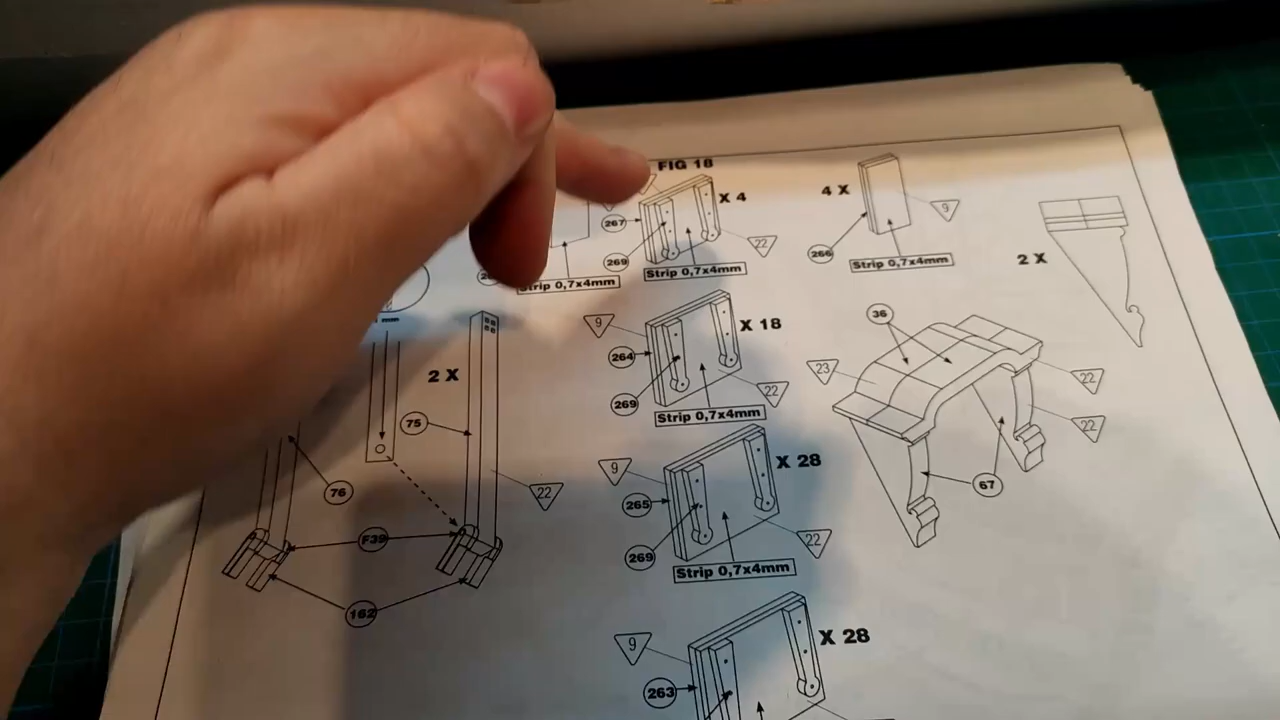 FIG 18
X 4
267
269
22
Strip 0,7x4mm
Strip 0,7x4mm
4 X
9
266
Strip 0,7x4mm
2 X
9
X 18
264
269
22
Strip 0,7x4mm
36
23
22
22
67
2 X
75
22
76
F39
162
9
X 28
265
269
22
Strip 0,7x4mm
9
X 28
263